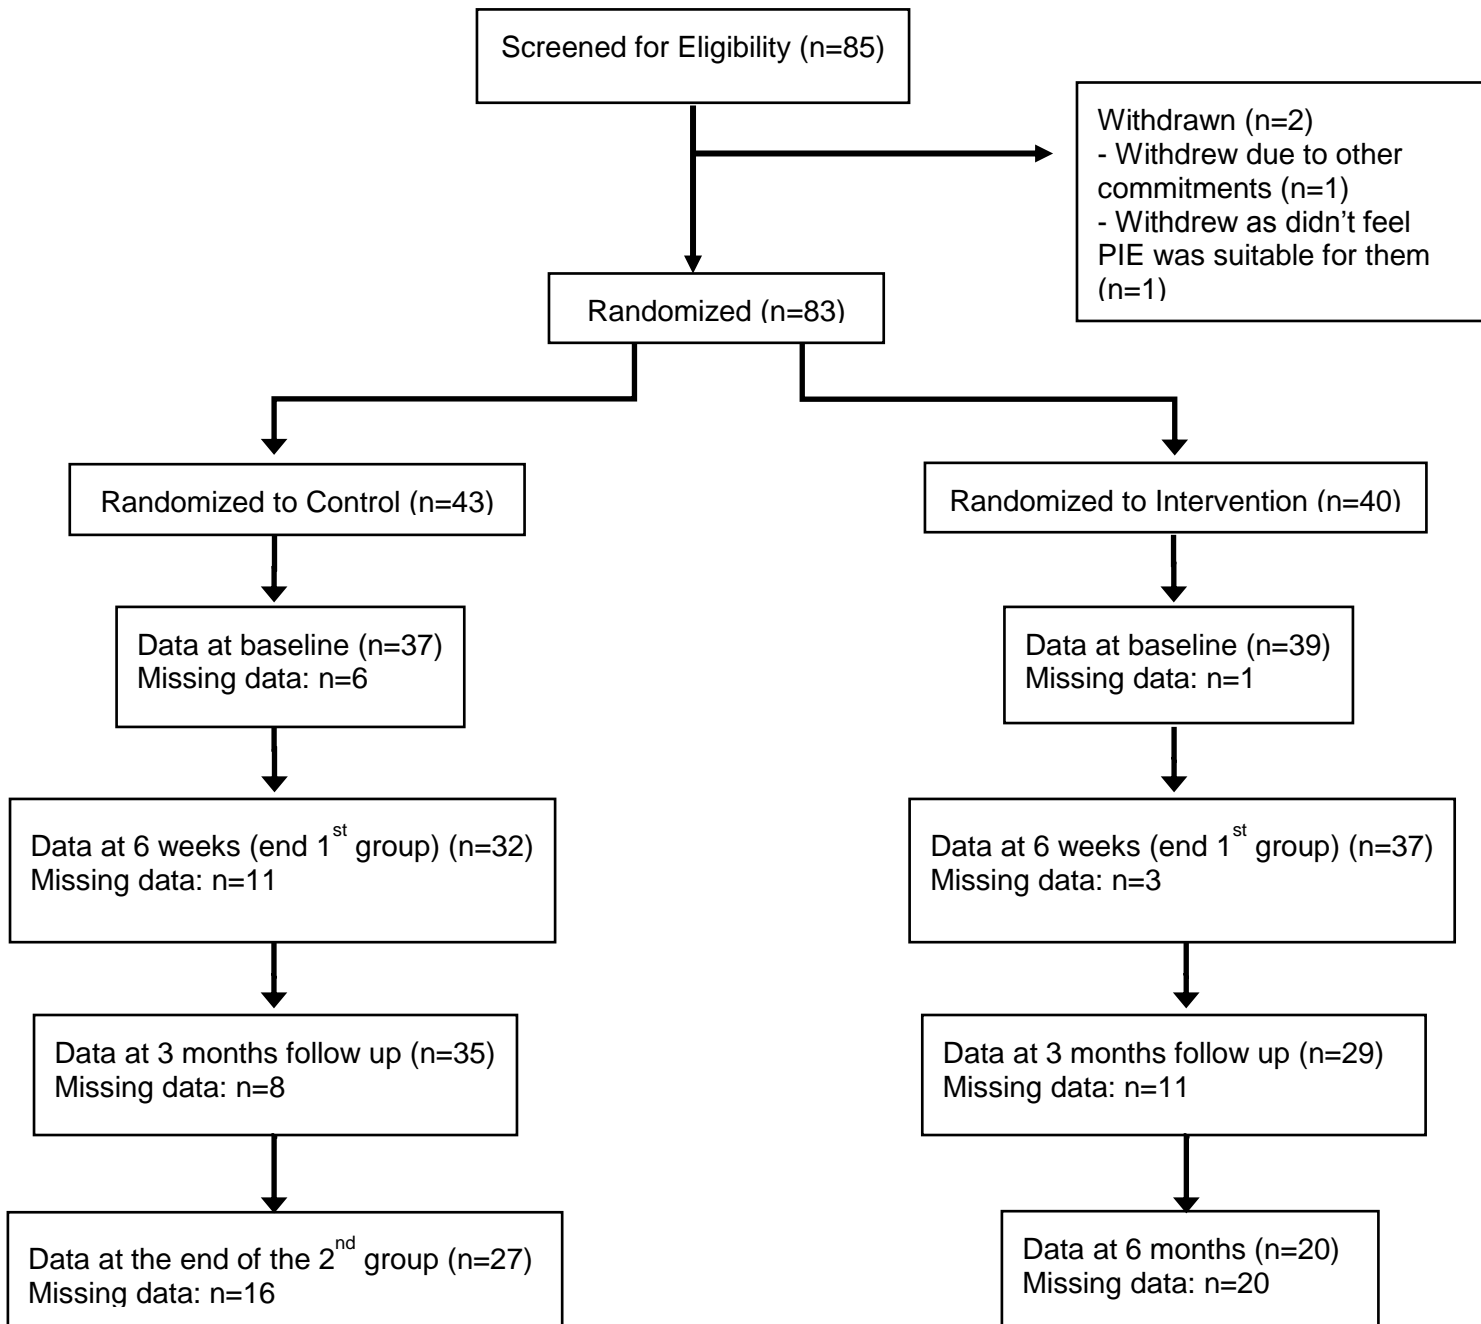 Screened for Eligibility (n=85)
Withdrawn (n=2)
- Withdrew due to other
commitments (n=1)
- Withdrew as didn’t feel
PIE was suitable for them
(n=1)
Randomized (n=83)
Randomized to Control (n=43)
Randomized to Intervention (n=40)
Data at baseline (n=37)
Missing data: n=6
Data at baseline (n=39)
Missing data: n=1
Data at 6 weeks (end 1st group) (n=32)
Missing data: n=11
Data at 6 weeks (end 1st group) (n=37)
Missing data: n=3
Data at 3 months follow up (n=35)
Missing data: n=8
Data at 3 months follow up (n=29)
Missing data: n=11
Data at the end of the 2nd group (n=27)
Missing data: n=16
Data at 6 months (n=20)
Missing data: n=20